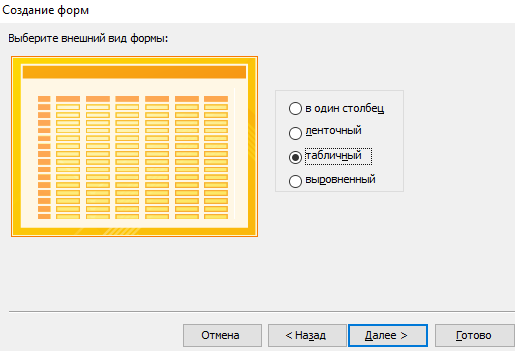 Создание форм
Выберите внешний вид формы:
в один столбец
ленточный
табличный
выровненный
Отмена
< Назад
Далее >
Готово